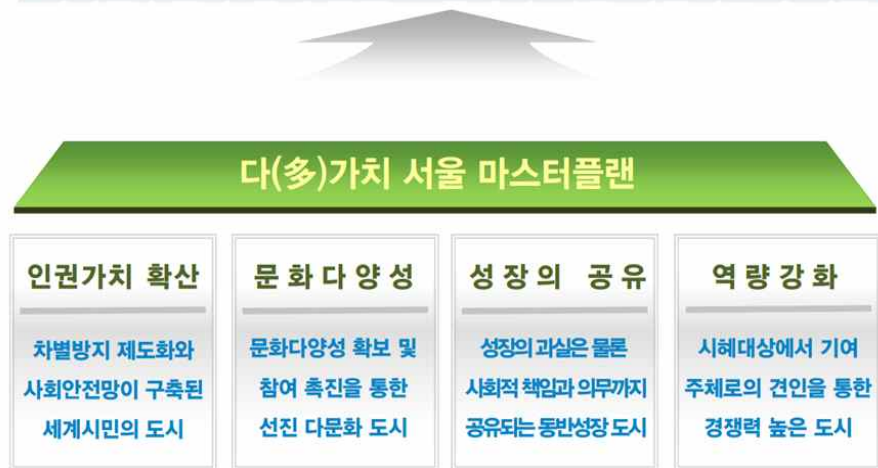 다(多)가치 서울 마스터플랜
인권가치 확산
차별방지 제도화와
사회안전망이 구축된
세계시민의 도시
문화다양성
문화다양성 확보 및
참여 촉진을 통한
선진 다문화 도시
성장의 공유
성장의 과실은 물론
사회적 책임과 의무까지
공유되는 동반성장 도시
역량강화
시혜대상에서 기여
주체로의 견인을 통한
경쟁력 높은 도시